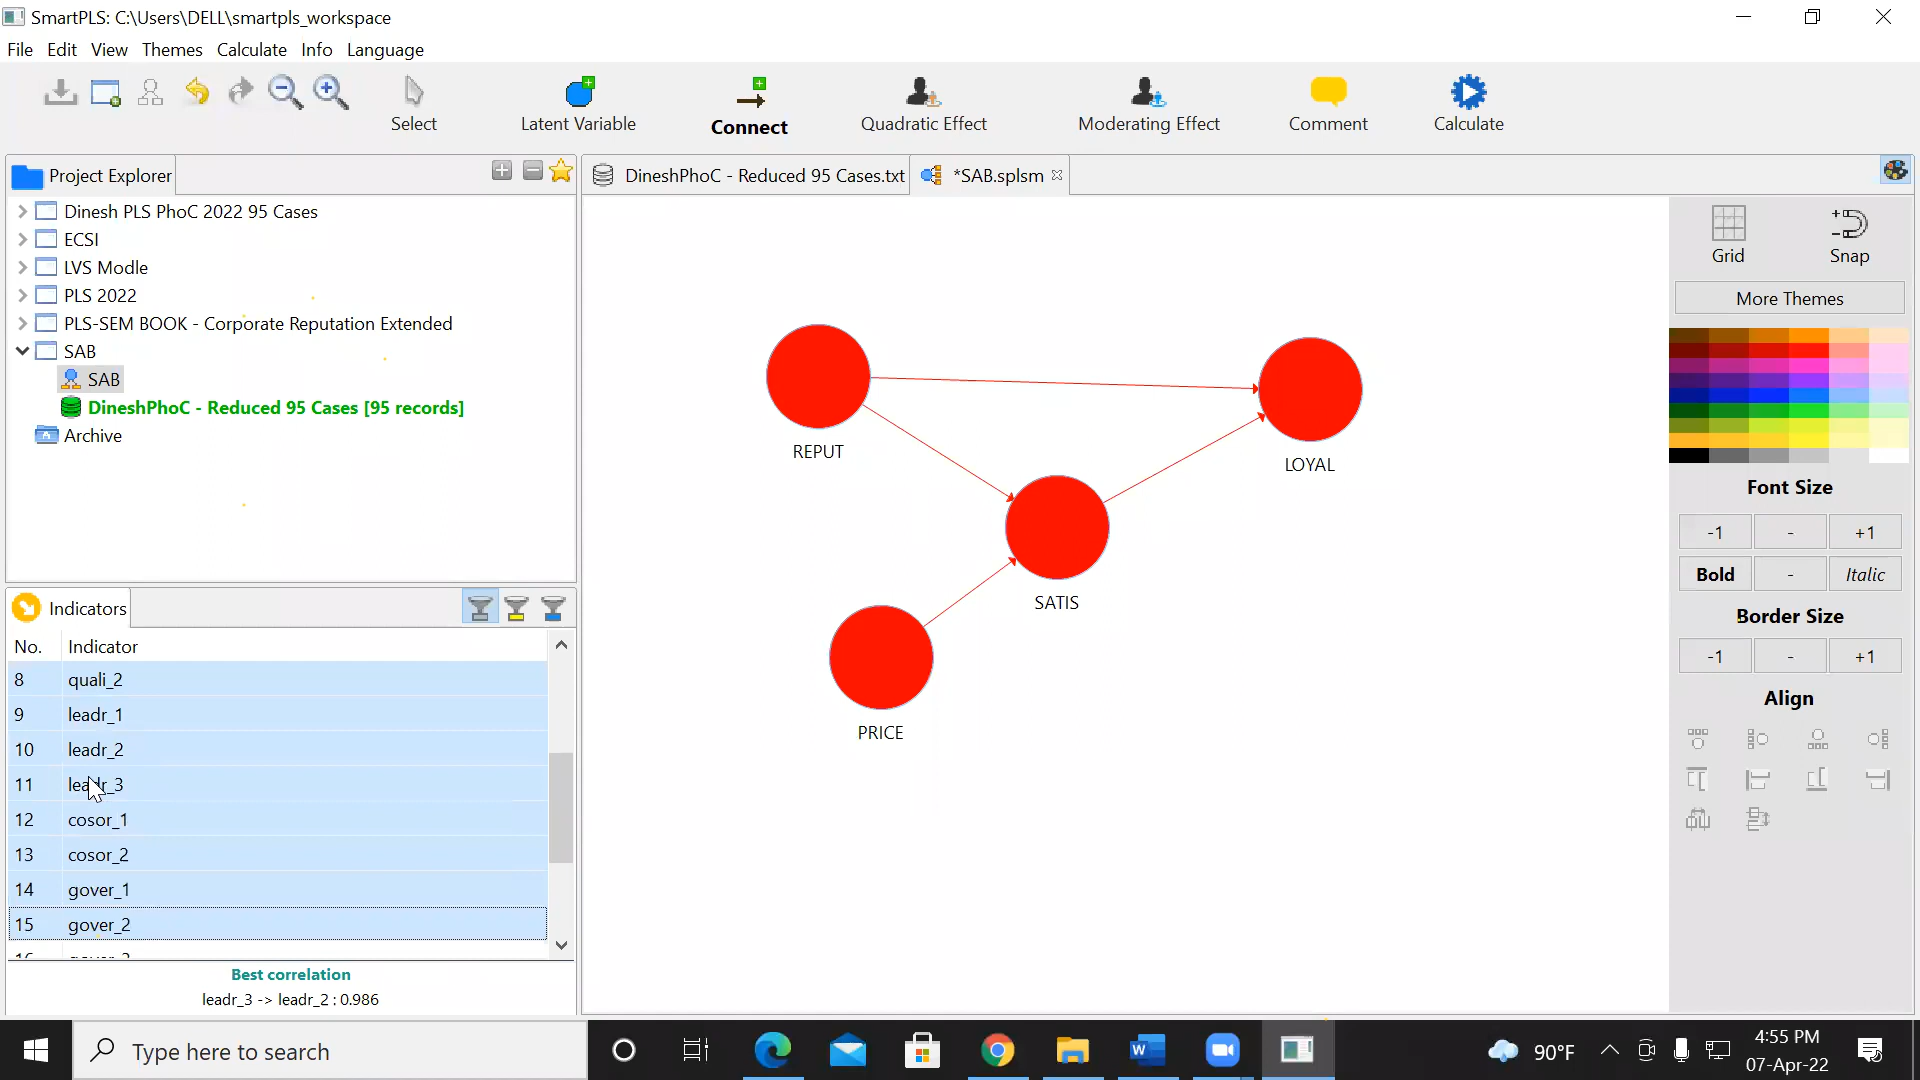 SmartPLS: C:\Users\DELL\smartpls_workspace
File Edit View Themes Calculate Info Language
Select Latent Variable Connect Quadratic Effect Moderating Effect Comment Calculate
Project Explorer
DineshPhoC - Reduced 95 Cases.txt
*SAB.splsm
Dinesh PLS PhoC 2022 95 Cases
ECSI
LVS Modle
PLS 2022
PLS-SEM BOOK - Corporate Reputation Extended
SAB
SAB
DineshPhoC - Reduced 95 Cases [95 records]
Archive
Indicators
No. Indicator
8 quali_2
9 leadr_1
10 leadr_2
11 leadr_3
12 cosor_1
13 cosor_2
14 gover_1
15 gover_2
Best correlation
leadr_3 -> leadr_2 : 0.986
REPUT
LOYAL
SATIS
PRICE
Grid Snap
More Themes
Font Size
-1 - +1
Bold - Italic
Border Size
-1 - +1
Align
Type here to search
90°F
4:55 PM
07-Apr-22